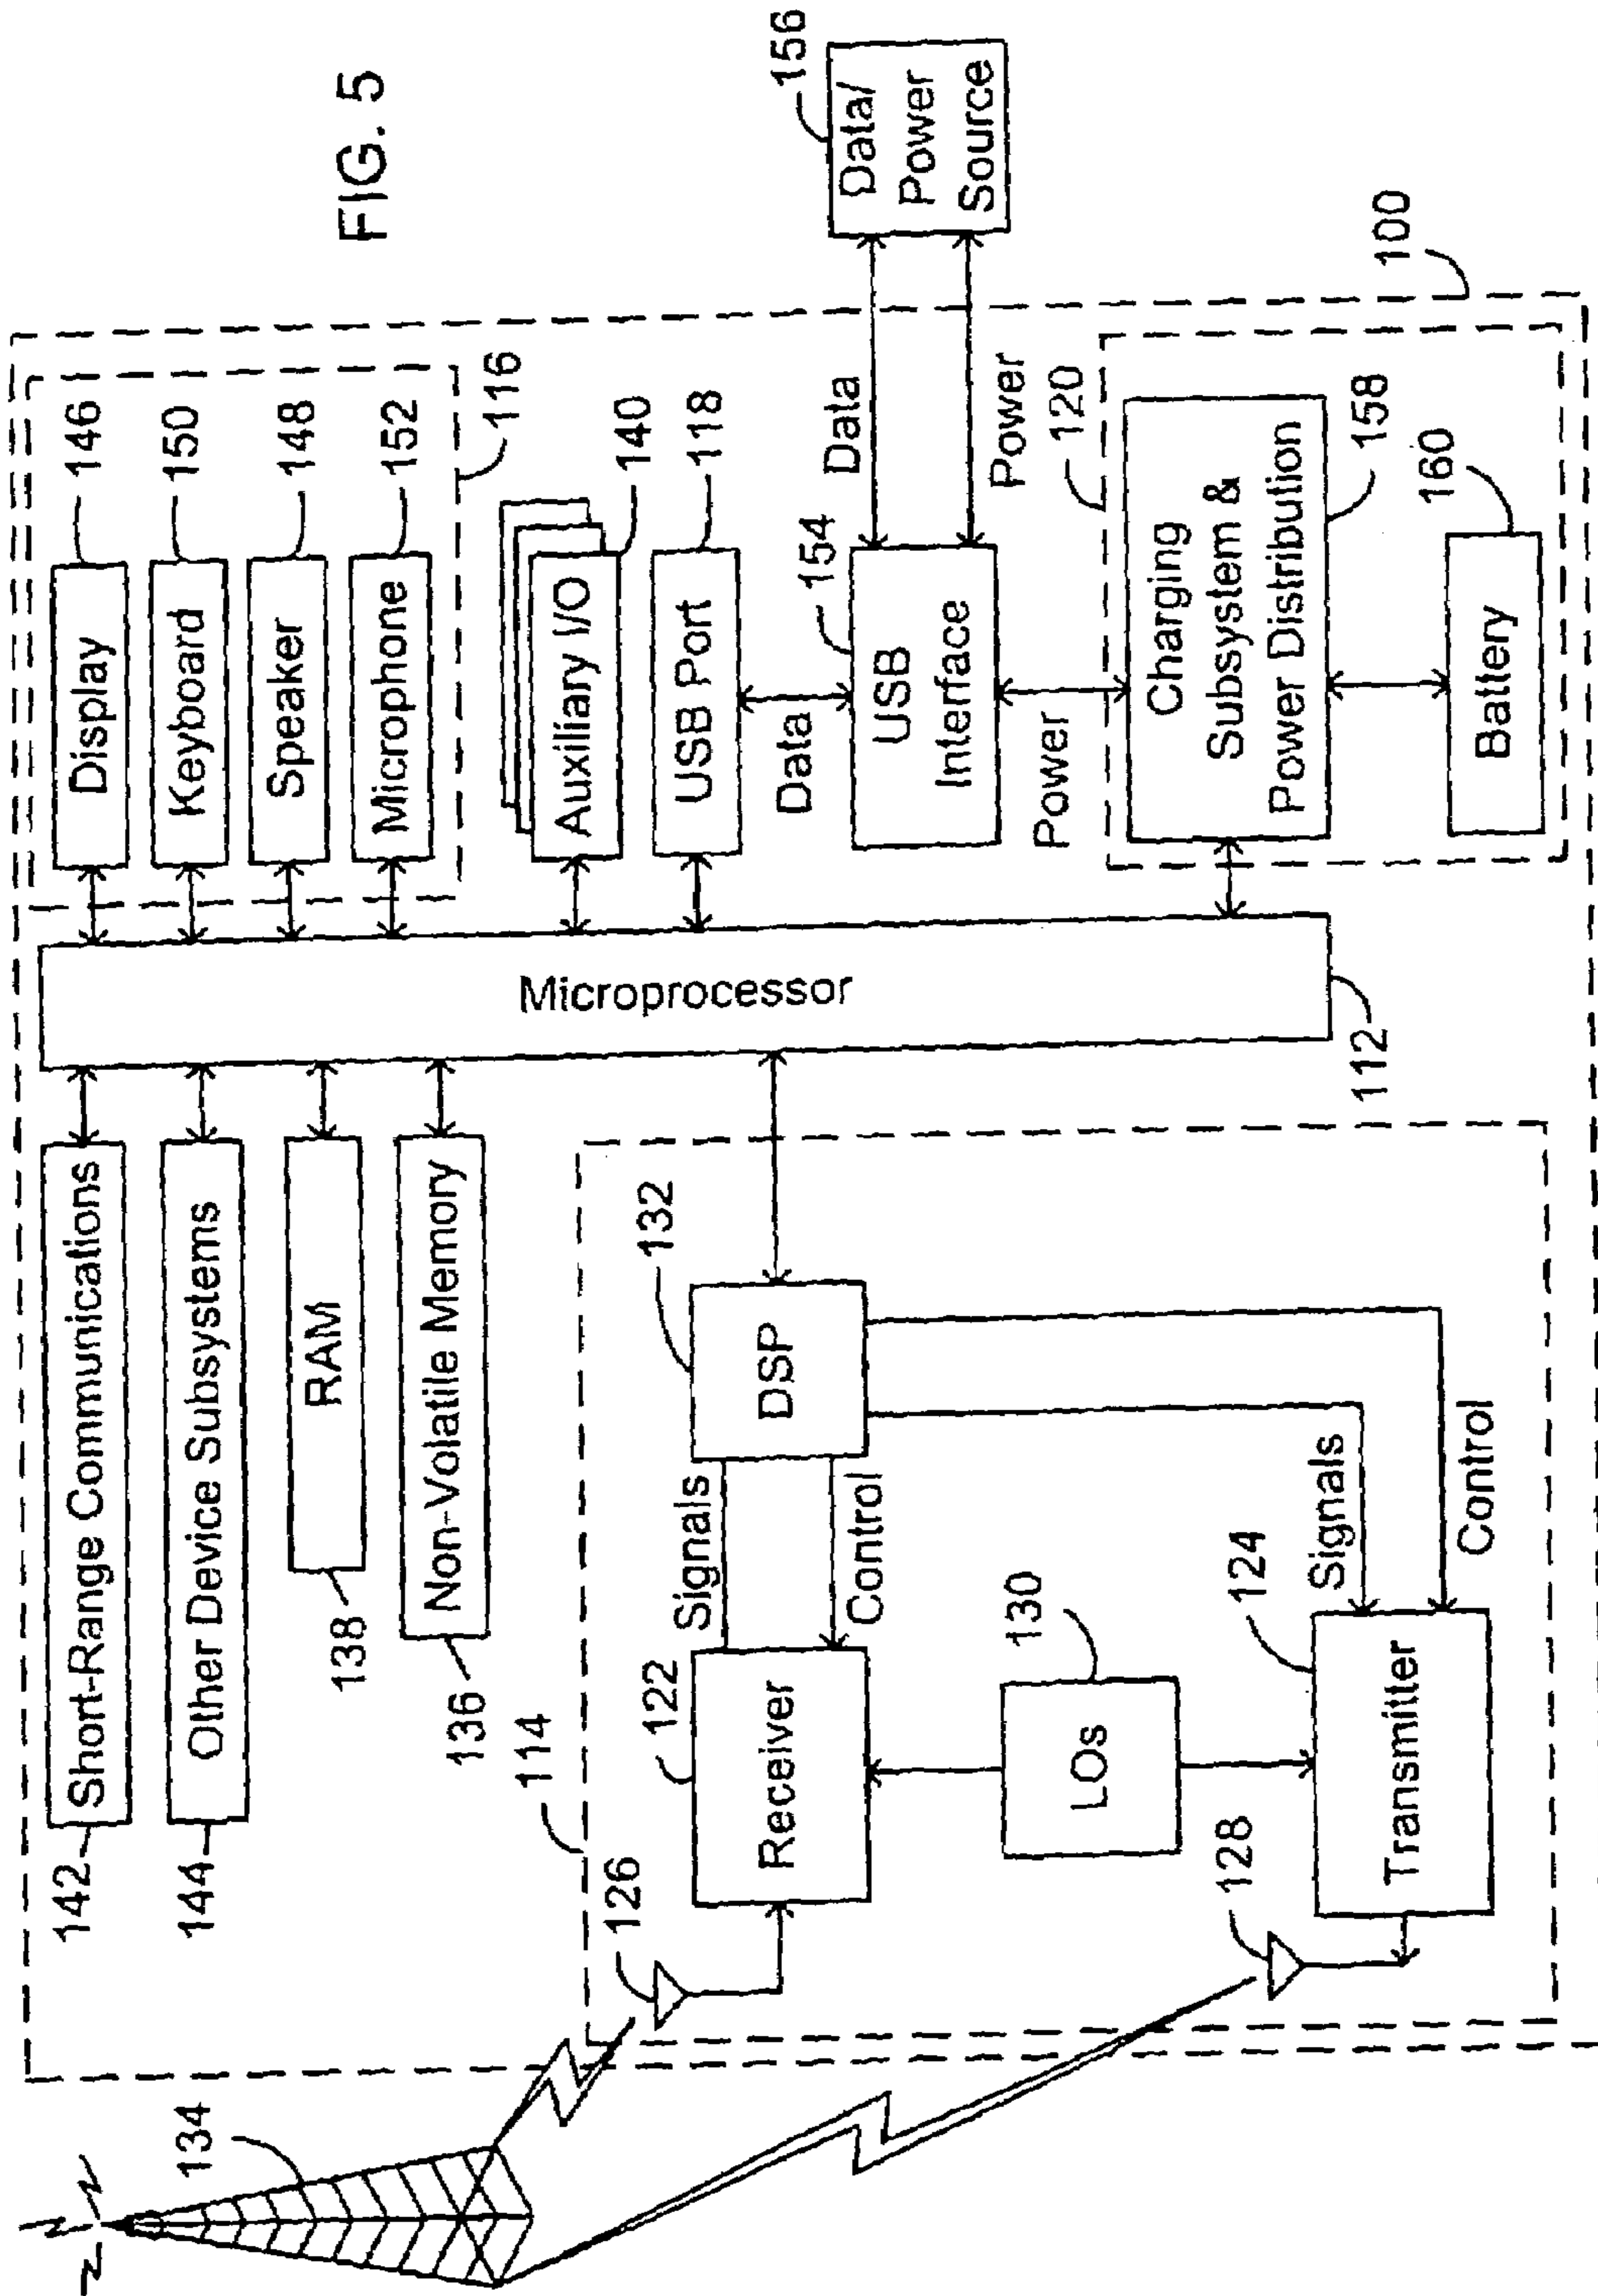 FIG. 5
134
142
Short-Range Communications
144
Other Device Subsystems
RAM
138
Non-Volatile Memory
136
Microprocessor
112
Display
146
Keyboard
150
Speaker
148
Microphone
152
116
Auxiliary I/O
140
USB Port
118
Data
USB
Interface
154
Data
Power
Data/
Power
Source
156
100
Power
120
Charging
Subsystem &
Power Distribution
158
Battery
160
114
126
Receiver
122
Signals
Control
DSP
132
LOs
130
128
Transmitter
124
Signals
Control